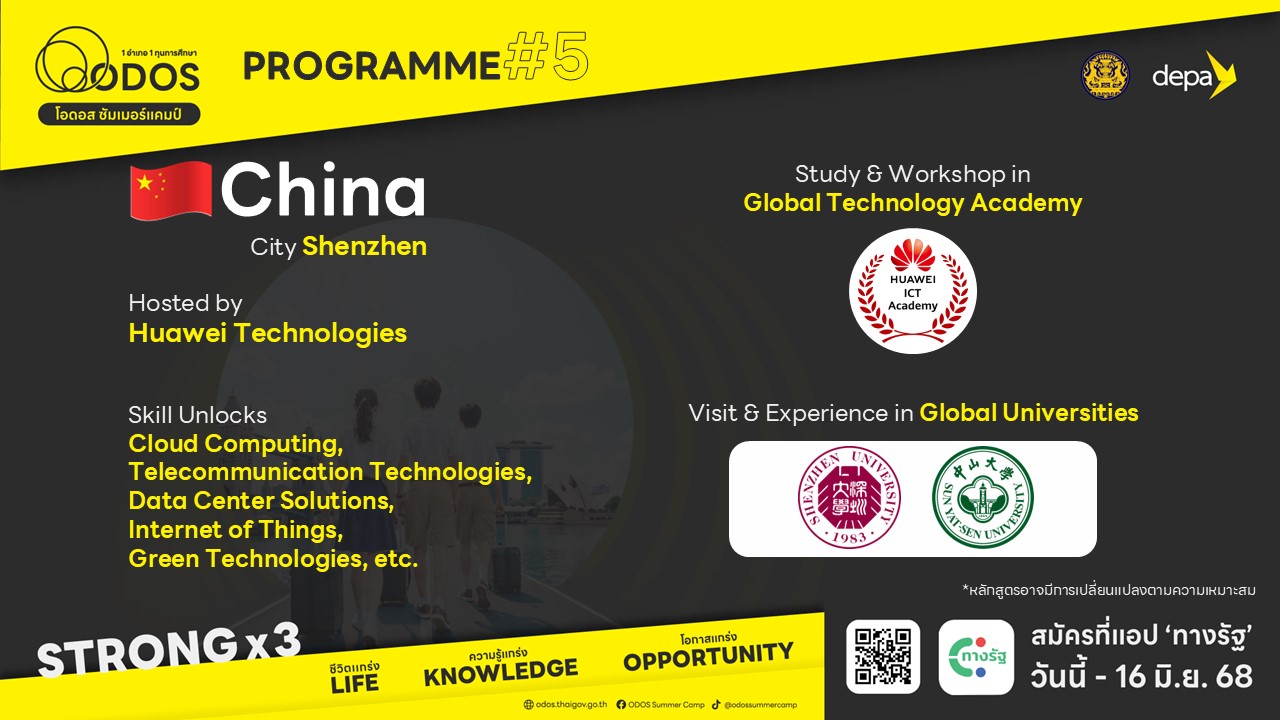 1 อำเภอ 1 ทุนการศึกษา
ODOS
โอดอส ซัมเมอร์แคมป์
PROGRAMME#5
depa
China
City Shenzhen
Hosted by
Huawei Technologies
Skill Unlocks
Cloud Computing,
Telecommunication Technologies,
Data Center Solutions,
Internet of Things,
Green Technologies, etc.
Study & Workshop in
Global Technology Academy
HUAWEI
ICT
Academy
Visit & Experience in Global Universities
SHENZHEN UNIVERSITY
深圳大學
·1983·
中山大学
SUN YAT-SEN UNIVERSITY
*หลักสูตรอาจมีการเปลี่ยนแปลงตามความเหมาะสม
STRONG x3
ชีวิตแกร่ง
LIFE
ความรู้แกร่ง
KNOWLEDGE
โอกาสแกร่ง
OPPORTUNITY
odos.thaigov.go.th ODOS Summer Camp @odossummercamp
ทางรัฐ
สมัครที่แอป ‘ทางรัฐ’
วันนี้ - 16 มิ.ย. 68